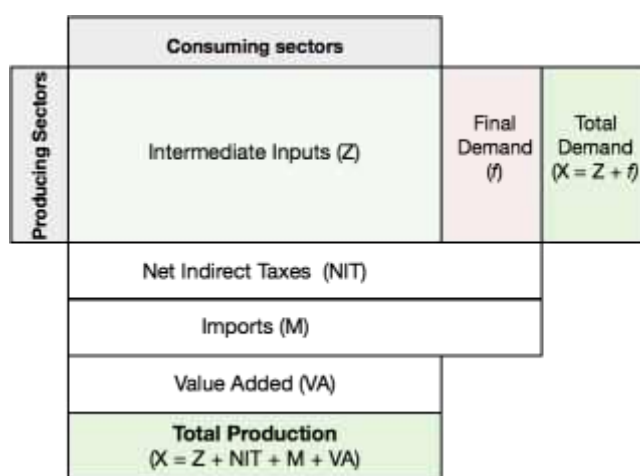 Consuming sectors
Producing Sectors
Intermediate Inputs (Z)
Final
Demand
(f)
Total
Demand
(X = Z + f)
Net Indirect Taxes (NIT)
Imports (M)
Value Added (VA)
Total Production
(X = Z + NIT + M + VA)